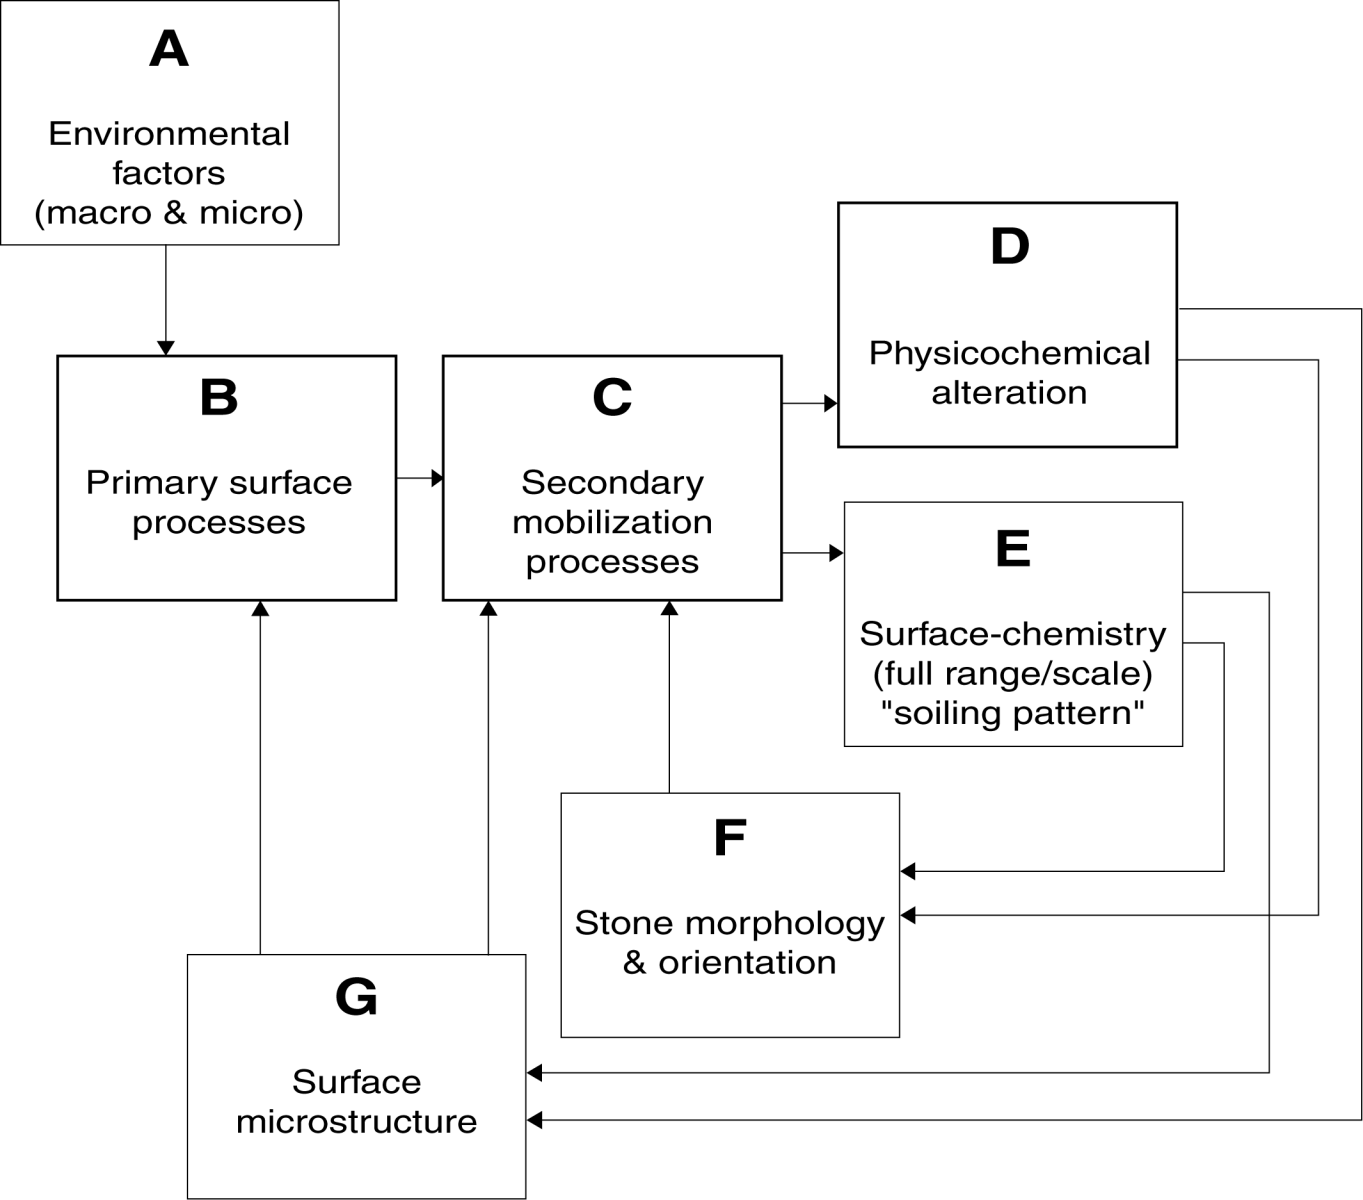 A
Environmental
factors
(macro & micro)
B
Primary surface
processes
C
Secondary
mobilization
processes
D
Physicochemical
alteration
E
Surface-chemistry
(full range/scale)
"soiling pattern"
F
Stone morphology
& orientation
G
Surface
microstructure